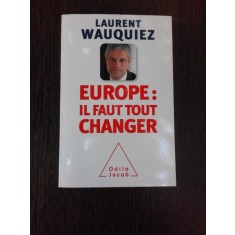 LAURENT
WAUQUIEZ
EUROPE :
IL FAUT TOUT
CHANGER
Odile
Jacob